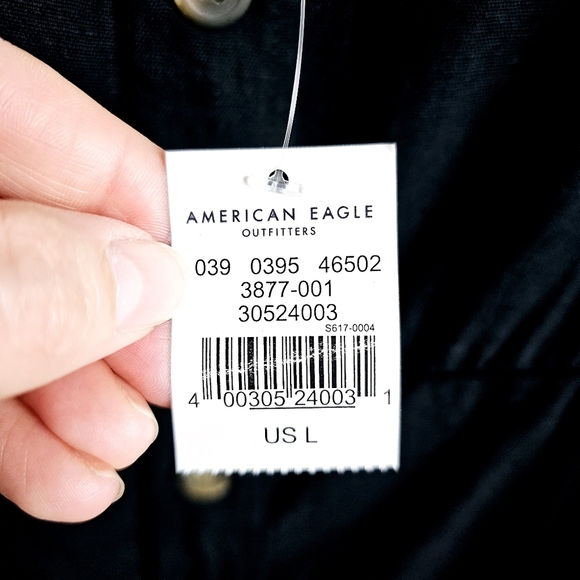 AMERICAN EAGLE
OUTFITTERS
039 0395 46502
3877-001
30524003
S617-0004
4 00305 24003 1
US L